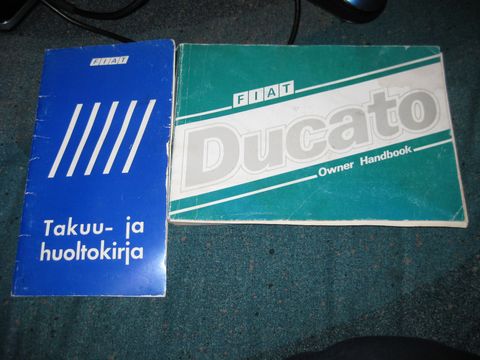 FIAT
Takuu- ja
huoltokirja
FIAT
Ducato
Owner Handbook